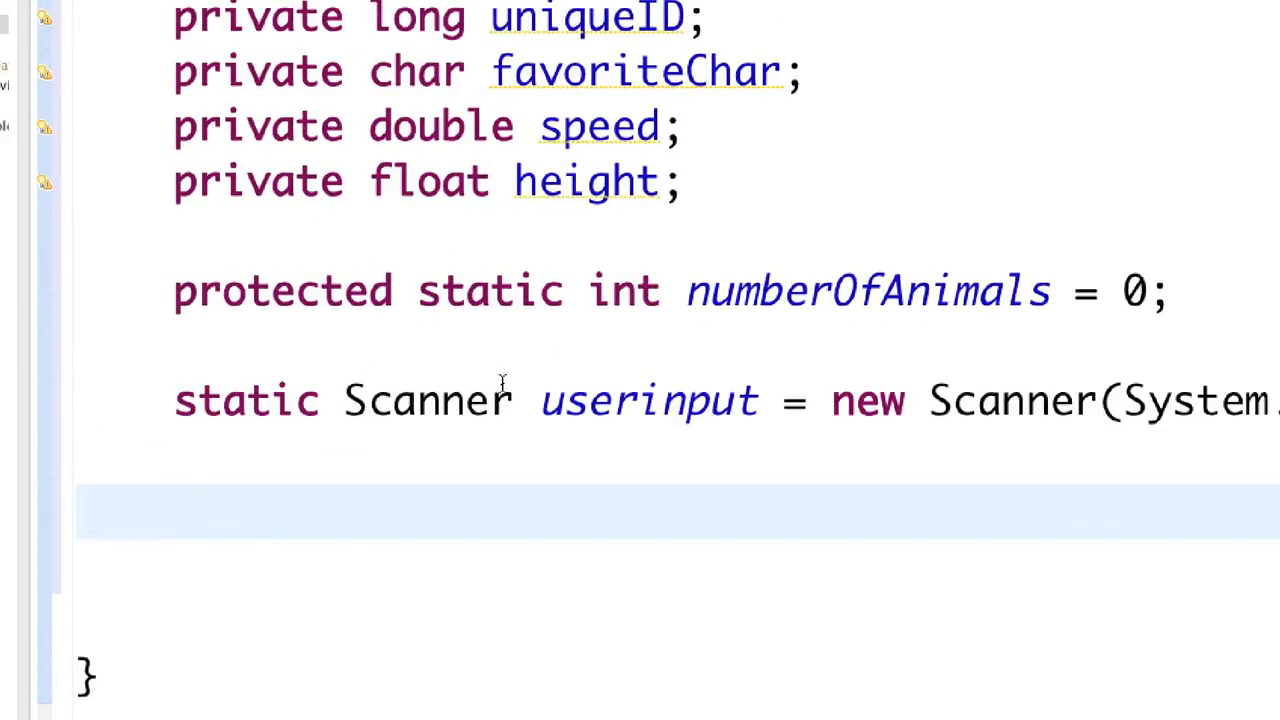 private long uniqueID;
private char favoriteChar;
private double speed;
private float height;
protected static int numberOfAnimals = 0;
static Scanner userinput = new Scanner(System.
}